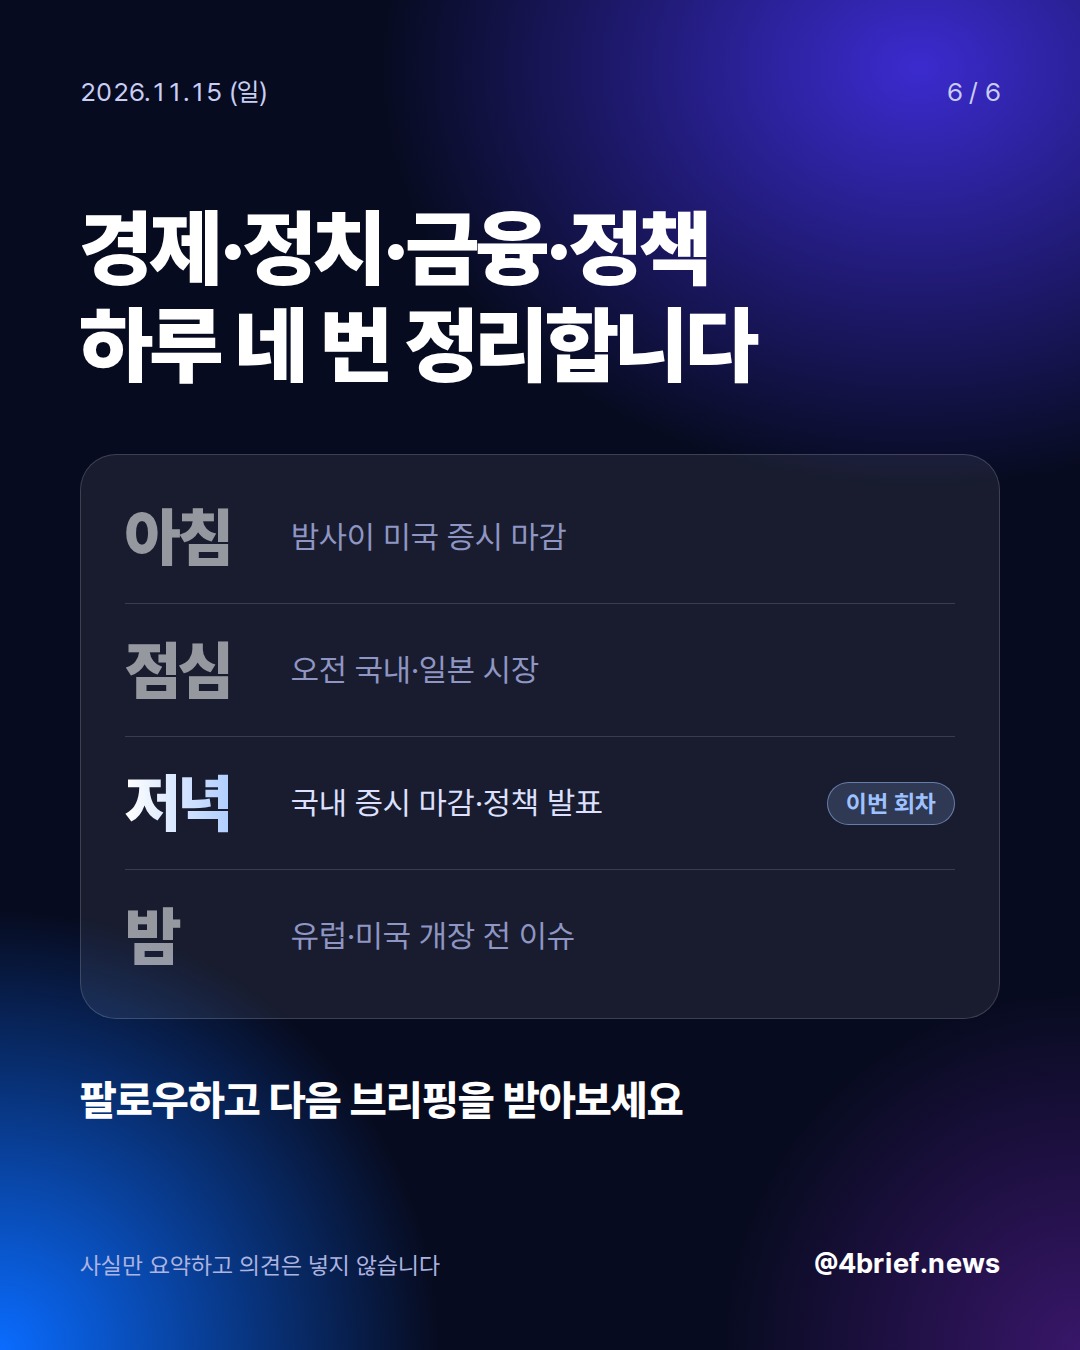 2026.11.15 (일)
6 / 6
경제·정치·금융·정책
하루 네 번 정리합니다
아침
밤사이 미국 증시 마감
점심
오전 국내·일본 시장
저녁
국내 증시 마감·정책 발표
이번 회차
밤
유럽·미국 개장 전 이슈
팔로우하고 다음 브리핑을 받아보세요
사실만 요약하고 의견은 넣지 않습니다
@4brief.news